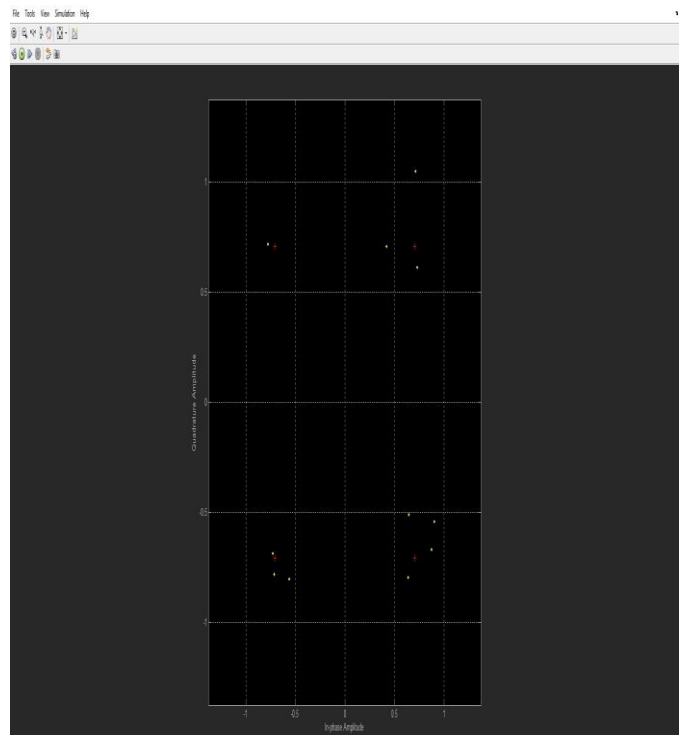 File Tools View Simulation Help
1
0.5
0
-0.5
-1
Quadrature Amplitude
-1 -0.5 0 0.5 1
In-phase Amplitude